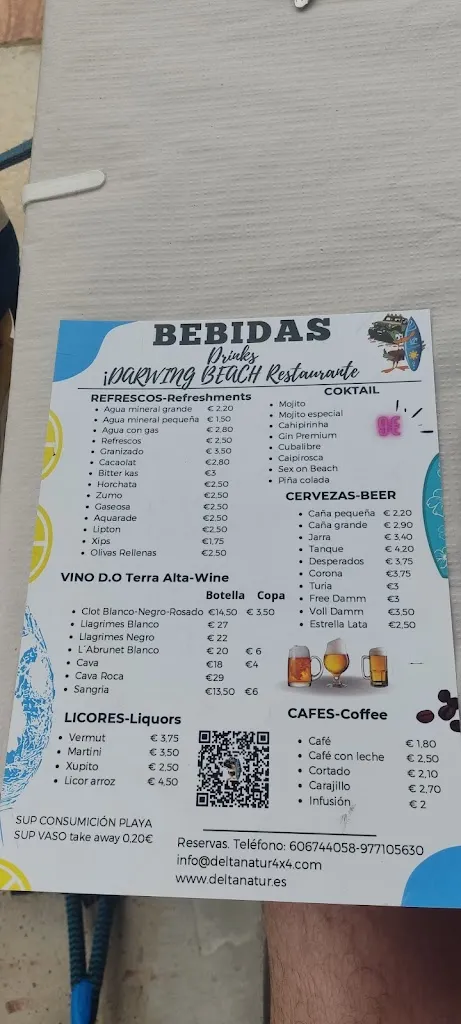 BEBIDAS
Drinks
¡DARWING BEACH Restaurante
REFRESCOS-Refreshments
• Agua mineral grande € 2,20
• Agua mineral pequeña € 1,50
• Agua con gas € 2,80
• Refrescos € 2,50
• Granizado € 3,50
• Cacaolat €2,80
• Bitter kas €3
• Horchata €2,50
• Zumo €2,50
• Gaseosa €2,50
• Aquarade €2,50
• Lipton €2,50
• Xips €1,75
• Olivas Rellenas €2,50
COKTAIL
• Mojito
• Mojito especial
• Cahipirinha
• Gin Premium
• Cubalibre
• Caipirosca
• Sex on Beach
• Piña colada
9€
CERVEZAS-BEER
• Caña pequeña € 2,20
• Caña grande € 2,90
• Jarra € 3,40
• Tanque € 4,20
• Desperados € 3,75
• Corona €3,75
• Turia €3
• Free Damm €3
• Voll Damm €3,50
• Estrella Lata €2,50
VINO D.O Terra Alta-Wine
Botella Copa
• Clot Blanco-Negro-Rosado €14,50 € 3,50
• Llagrimes Blanco € 27
• Llagrimes Negro € 22
• L´Abrunet Blanco € 20 € 6
• Cava €18 €4
• Cava Roca €29
• Sangria €13,50 €6
LICORES-Liquors
• Vermut € 3,75
• Martini € 3,50
• Xupito € 2,50
• Licor arroz € 4,50
CAFES-Coffee
• Café € 1,80
• Café con leche € 2,50
• Cortado € 2,10
• Carajillo € 2,70
• Infusión € 2
SUP CONSUMICIÓN PLAYA
SUP VASO take away 0,20€
Reservas. Teléfono: 606744058-977105630
info@deltanatur4x4.com
www.deltanatur.es